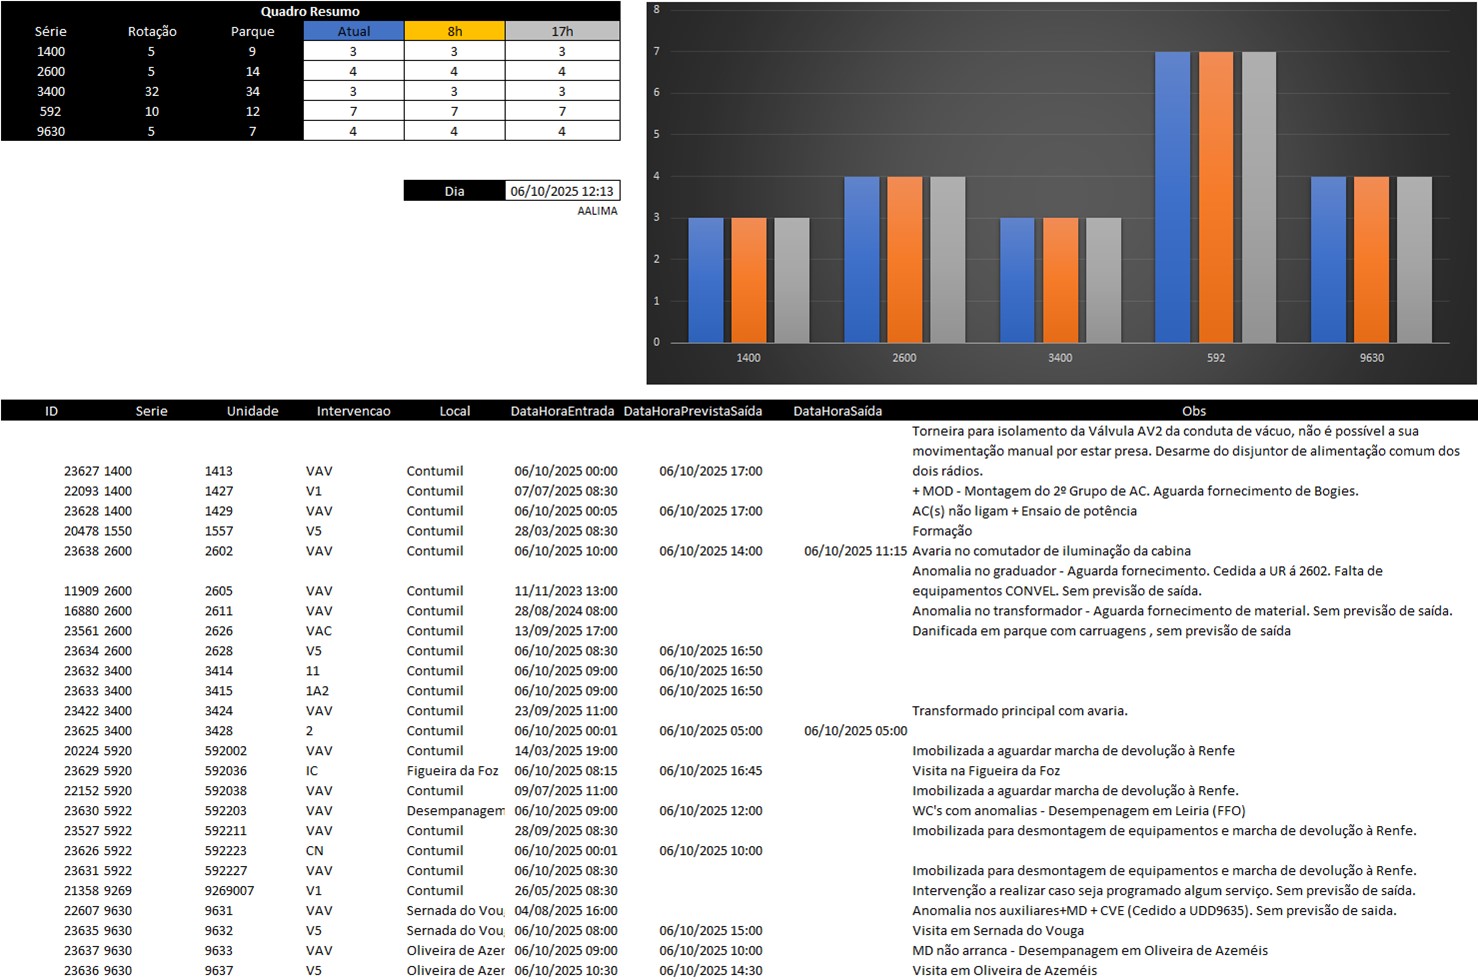 Quadro Resumo
Série Rotação Parque Atual 8h 17h
1400 5 9 3 3 3
2600 5 14 4 4 4
3400 32 34 3 3 3
592 10 12 7 7 7
9630 5 7 4 4 4
Dia 06/10/2025 12:13
AALIMA
8
7
6
5
4
3
2
1
0
1400 2600 3400 592 9630
ID Serie Unidade Intervencao Local DataHoraEntrada DataHoraPrevistaSaída DataHoraSaída Obs
Torneira para isolamento da Válvula AV2 da conduta de vácuo, não é possível a sua
movimentação manual por estar presa. Desarme do disjuntor de alimentação comum dos
23627 1400 1413 VAV Contumil 06/10/2025 00:00 06/10/2025 17:00 dois rádios.
22093 1400 1427 V1 Contumil 07/07/2025 08:30 + MOD - Montagem do 2º Grupo de AC. Aguarda fornecimento de Bogies.
23628 1400 1429 VAV Contumil 06/10/2025 00:05 06/10/2025 17:00 AC(s) não ligam + Ensaio de potência
20478 1550 1557 V5 Contumil 28/03/2025 08:30 Formação
23638 2600 2602 VAV Contumil 06/10/2025 10:00 06/10/2025 14:00 06/10/2025 11:15 Avaria no comutador de iluminação da cabina
Anomalia no graduador - Aguarda fornecimento. Cedida a UR á 2602. Falta de
11909 2600 2605 VAV Contumil 11/11/2023 13:00 equipamentos CONVEL. Sem previsão de saída.
16880 2600 2611 VAV Contumil 28/08/2024 08:00 Anomalia no transformador - Aguarda fornecimento de material. Sem previsão de saída.
23561 2600 2626 VAC Contumil 13/09/2025 17:00 Danificada em parque com carruagens , sem previsão de saída
23634 2600 2628 V5 Contumil 06/10/2025 08:30 06/10/2025 16:50
23632 3400 3414 11 Contumil 06/10/2025 09:00 06/10/2025 16:50
23633 3400 3415 1A2 Contumil 06/10/2025 09:00 06/10/2025 16:50
23422 3400 3424 VAV Contumil 23/09/2025 11:00 Transformado principal com avaria.
23625 3400 3428 2 Contumil 06/10/2025 00:01 06/10/2025 05:00 06/10/2025 05:00
20224 5920 592002 VAV Contumil 14/03/2025 19:00 Imobilizada a aguardar marcha de devolução à Renfe
23629 5920 592036 IC Figueira da Foz 06/10/2025 08:15 06/10/2025 16:45 Visita na Figueira da Foz
22152 5920 592038 VAV Contumil 09/07/2025 11:00 Imobilizada a aguardar marcha de devolução à Renfe.
23630 5922 592203 VAV Desempanagem 06/10/2025 09:00 06/10/2025 12:00 WC's com anomalias - Desempenagem em Leiria (FFO)
23527 5922 592211 VAV Contumil 28/09/2025 08:30 Imobilizada para desmontagem de equipamentos e marcha de devolução à Renfe.
23626 5922 592223 CN Contumil 06/10/2025 00:01 06/10/2025 10:00
23631 5922 592227 VAV Contumil 06/10/2025 08:30 Imobilizada para desmontagem de equipamentos e marcha de devolução à Renfe.
21358 9269 9269007 V1 Contumil 26/05/2025 08:30 Intervenção a realizar caso seja programado algum serviço. Sem previsão de saída.
22607 9630 9631 VAV Sernada do Vou 04/08/2025 16:00 Anomalia nos auxiliares+MD + CVE (Cedido a UDD9635). Sem previsão de saida.
23635 9630 9632 V5 Sernada do Vou 06/10/2025 08:00 06/10/2025 15:00 Visita em Sernada do Vouga
23637 9630 9633 VAV Oliveira de Azer 06/10/2025 09:00 06/10/2025 10:00 MD não arranca - Desempanagem em Oliveira de Azeméis
23636 9630 9637 V5 Oliveira de Azer 06/10/2025 10:30 06/10/2025 14:30 Visita em Oliveira de Azeméis